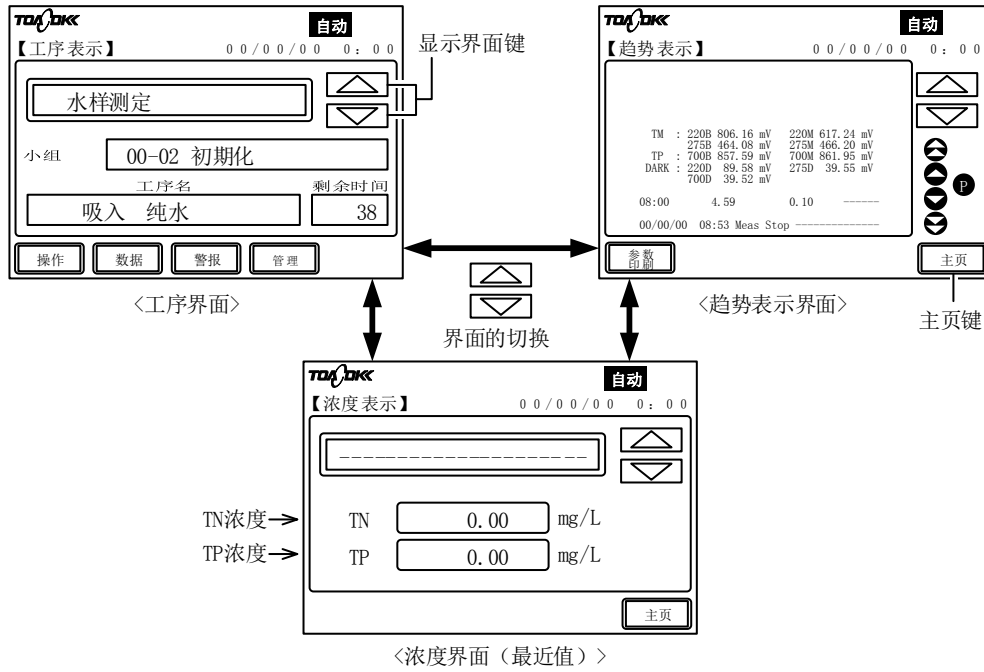 TOADKK
自动
【工序表示】
00/00/00 0:00
显示界面键
水样测定
小组
00-02 初期化
工序名
剩余时间
吸入 纯水
38
操作
数据
警报
管理
<工序界面>
TOADKK
自动
【趋势表示】
00/00/00 0:00
TM : 220B 806.16 mV 220M 617.24 mV
275B 464.08 mV 275M 466.20 mV
TP : 700B 857.59 mV 700M 861.95 mV
DARK : 220D 89.58 mV 275D 39.55 mV
700D 39.52 mV
P
08:00 4.59 0.10 ------
00/00/00 08:53 Meas Stop --------------
参数
印刷
主页
<趋势表示界面>
主页键
界面的切换
TOADKK
自动
【浓度表示】
00/00/00 0:00
--------------------
TN浓度→ TN 0.00 mg/L
TP浓度→ TP 0.00 mg/L
主页
<浓度界面（最近值）>